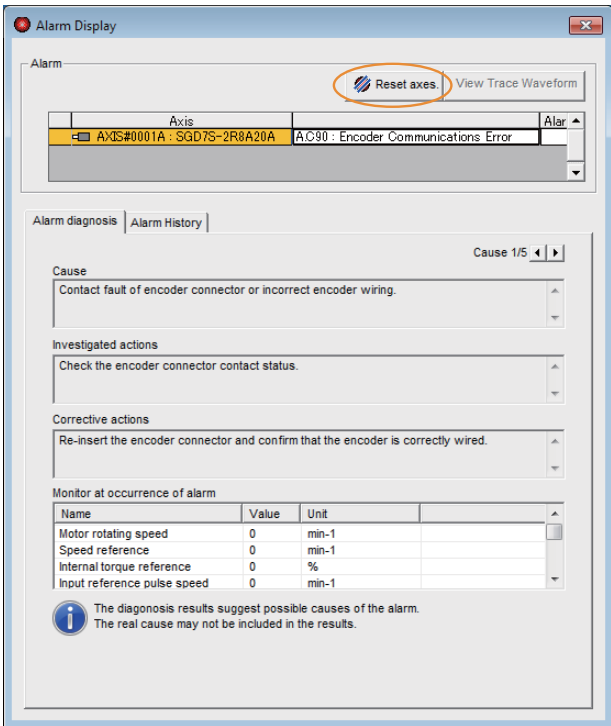 Alarm Display
Alarm
Reset axes.
View Trace Waveform
Axis Alar
AXIS#0001A : SGD7S-2R8A20A A.C90 : Encoder Communications Error
Alarm diagnosis Alarm History
Cause 1/5
Cause
Contact fault of encoder connector or incorrect encoder wiring.
Investigated actions
Check the encoder connector contact status.
Corrective actions
Re-insert the encoder connector and confirm that the encoder is correctly wired.
Monitor at occurrence of alarm
Name Value Unit
Motor rotating speed 0 min-1
Speed reference 0 min-1
Internal torque reference 0 %
Input reference pulse speed 0 min-1
The diagonosis results suggest possible causes of the alarm.
The real cause may not be included in the results.